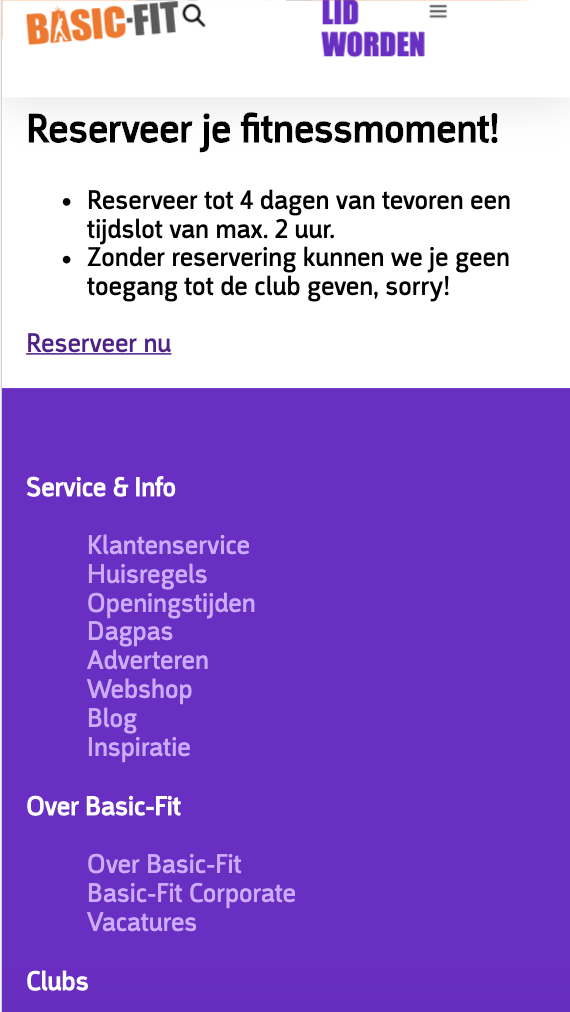 BASIC-FIT
LID
WORDEN
Reserveer je fitnessmoment!
• Reserveer tot 4 dagen van tevoren een
tijdslot van max. 2 uur.
• Zonder reservering kunnen we je geen
toegang tot de club geven, sorry!
Reserveer nu
Service & Info
Klantenservice
Huisregels
Openingstijden
Dagpas
Adverteren
Webshop
Blog
Inspiratie
Over Basic-Fit
Over Basic-Fit
Basic-Fit Corporate
Vacatures
Clubs